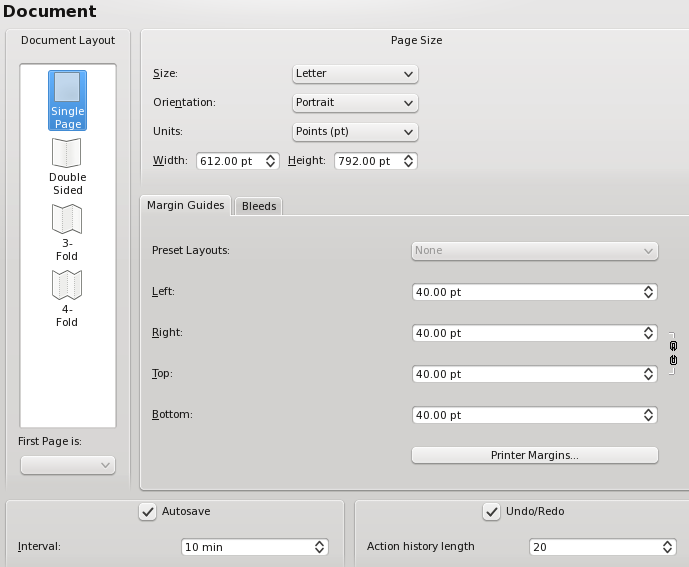 Document
Document Layout
Single
Page
Double
Sided
3-
Fold
4-
Fold
First Page is:
Page Size
Size: Letter
Orientation: Portrait
Units: Points (pt)
Width: 612.00 pt Height: 792.00 pt
Margin Guides Bleeds
Preset Layouts: None
Left: 40.00 pt
Right: 40.00 pt
Top: 40.00 pt
Bottom: 40.00 pt
Printer Margins...
Autosave
Interval: 10 min
Undo/Redo
Action history length 20